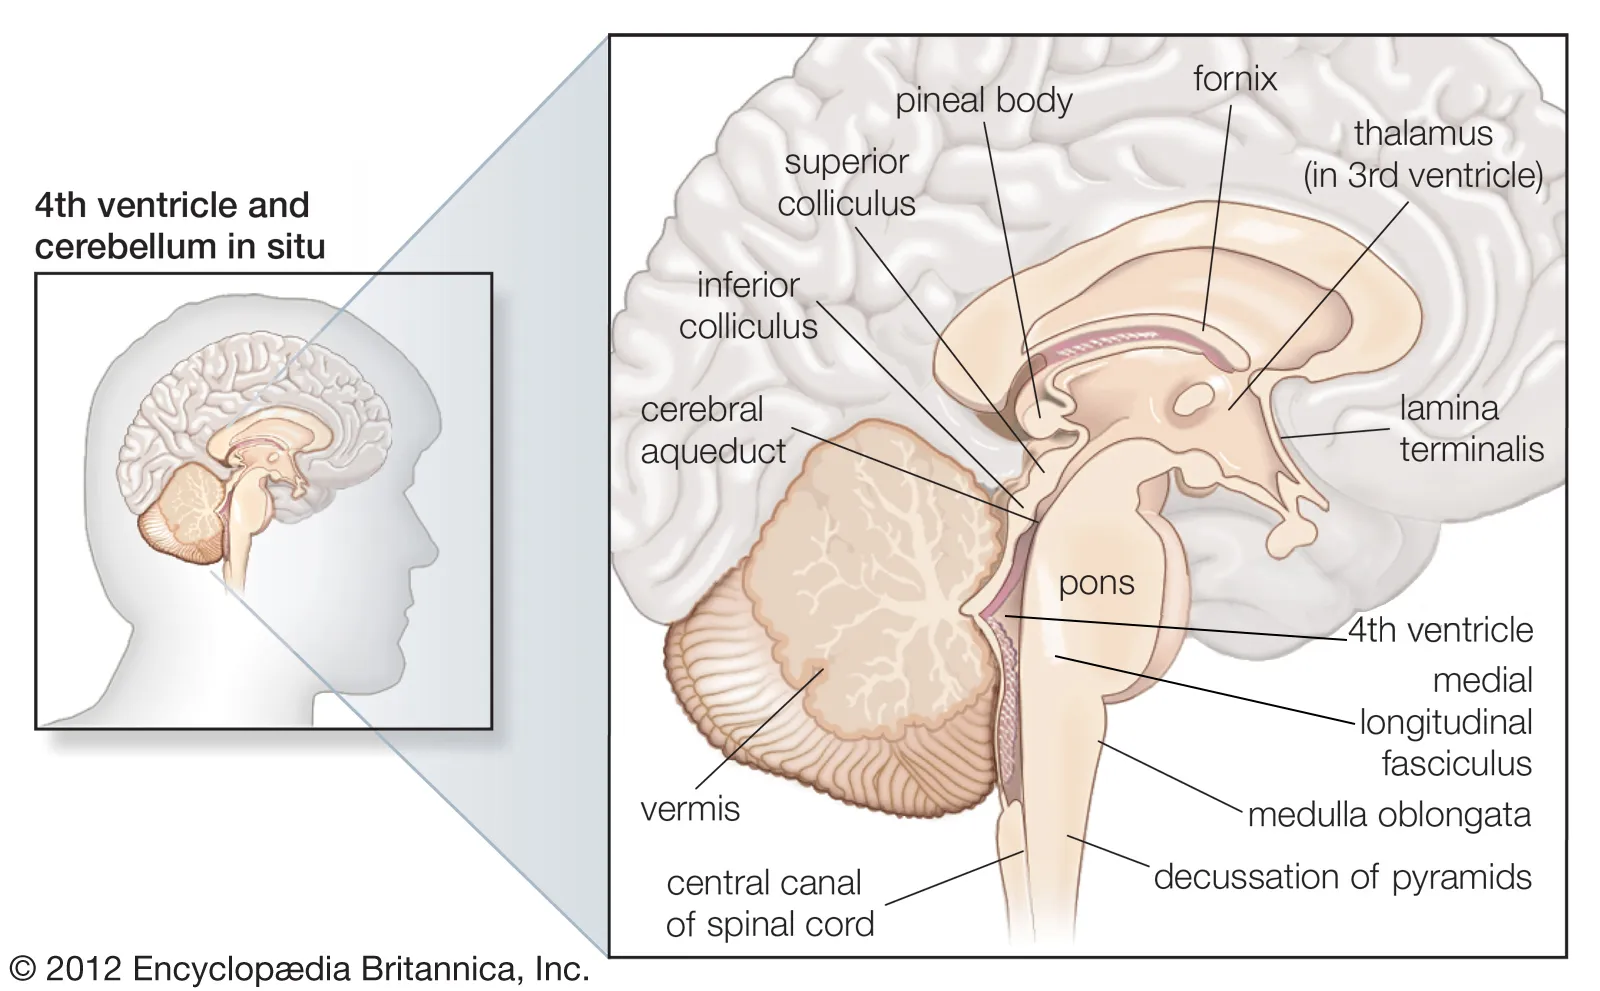 4th ventricle and
cerebellum in situ
pineal body
fornix
thalamus
(in 3rd ventricle)
superior
colliculus
inferior
colliculus
cerebral
aqueduct
lamina
terminalis
pons
4th ventricle
medial
longitudinal
fasciculus
vermis
medulla oblongata
decussation of pyramids
central canal
of spinal cord
© 2012 Encyclopædia Britannica, Inc.